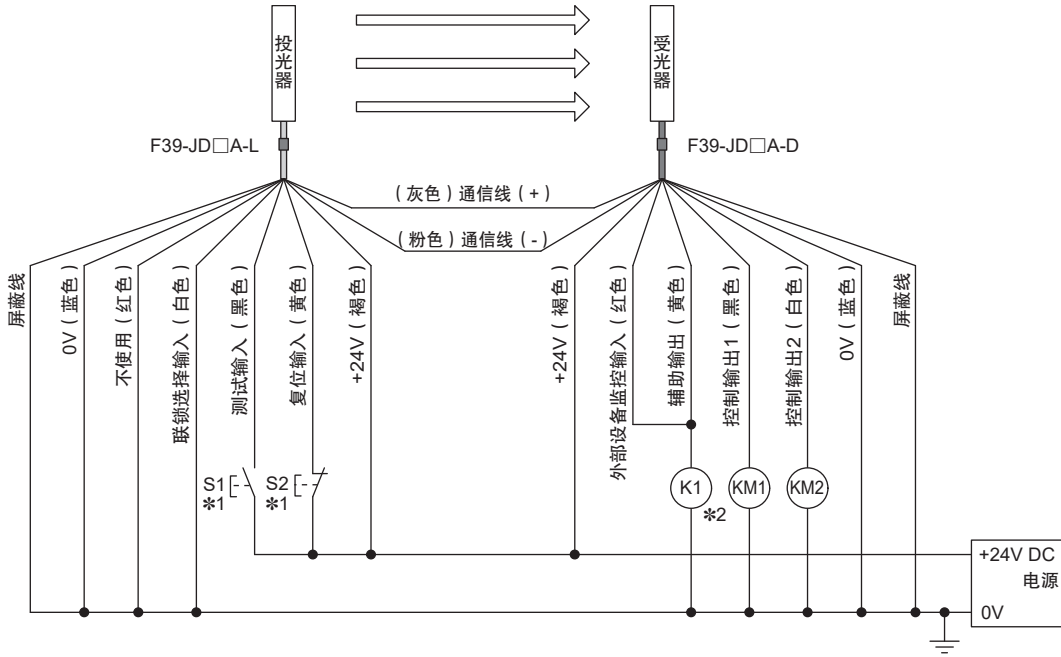 投光器
受光器
F39-JD□A-L
F39-JD□A-D
(灰色)通信线(+)
(粉色)通信线(-)
屏蔽线
0V(蓝色)
不使用(红色)
联锁选择输入(白色)
测试输入(黑色)
复位输入(黄色)
+24V(褐色)
+24V(褐色)
外部设备监控输入(红色)
辅助输出(黄色)
控制输出1(黑色)
控制输出2(白色)
0V(蓝色)
屏蔽线
S1
✻1
S2
✻1
K1
✻2
KM1
KM2
+24V DC
电源
0V